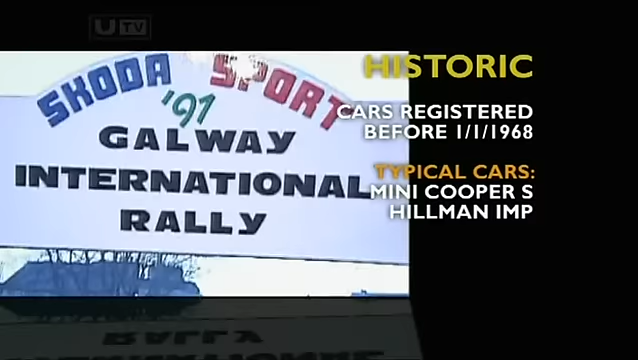 UTV
SKODA SPORT
'91
GALWAY
INTERNATIONAL
RALLY
HISTORIC
CARS REGISTERED
BEFORE 1/1/1968
TYPICAL CARS:
MINI COOPER S
HILLMAN IMP
RALLY